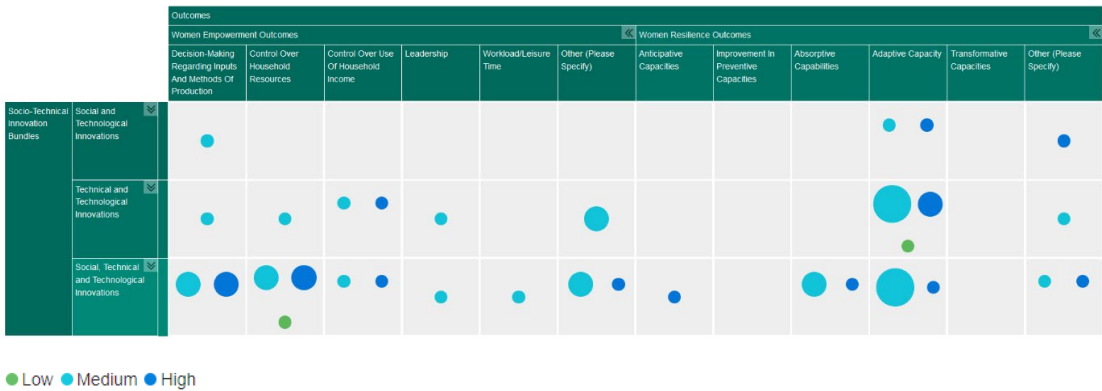 Outcomes
Women Empowerment Outcomes
Women Resilience Outcomes
Decision-Making
Regarding Inputs
And Methods Of
Production
Control Over
Household
Resources
Control Over Use
Of Household
Income
Leadership
Workload/Leisure
Time
Other (Please
Specify)
Anticipative
Capacities
Improvement In
Preventive
Capacities
Absorptive
Capabilities
Adaptive Capacity
Transformative
Capacities
Other (Please
Specify)
Socio-Technical
Innovation
Bundles
Social and
Technological
Innovations
Technical and
Technological
Innovations
Social, Technical
and Technological
Innovations
Low Medium High